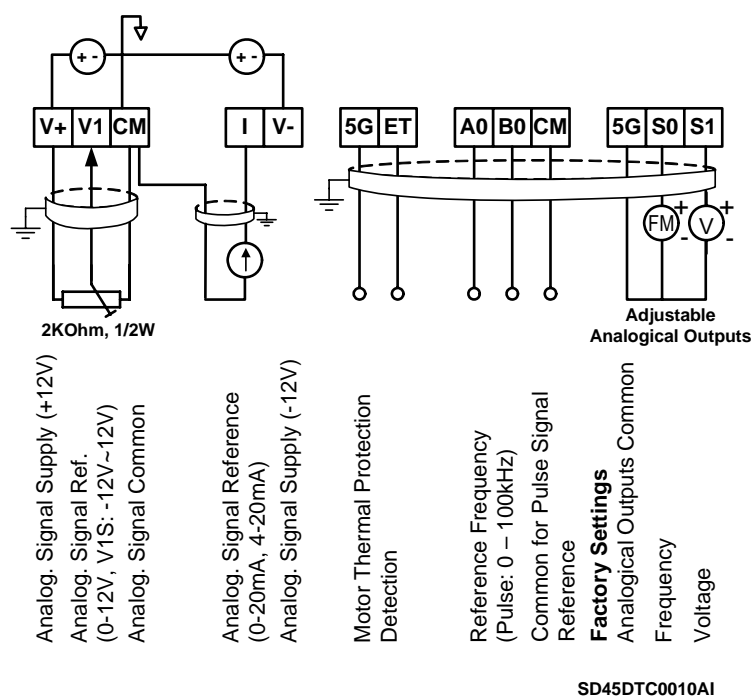 + -
+ -
V+ V1 CM
I V-
5G ET
A0 B0 CM
5G S0 S1
FM + -
V + -
2KOhm, 1/2W
Adjustable
Analogical Outputs
Analog. Signal Supply (+12V)
Analog. Signal Ref.
(0-12V, V1S: -12V~12V)
Analog. Signal Common
Analog. Signal Reference
(0-20mA, 4-20mA)
Analog. Signal Supply (-12V)
Motor Thermal Protection
Detection
Reference Frequency
(Pulse: 0 – 100kHz)
Common for Pulse Signal
Reference
Factory Settings
Analogical Outputs Common
Frequency
Voltage
SD45DTC0010AI